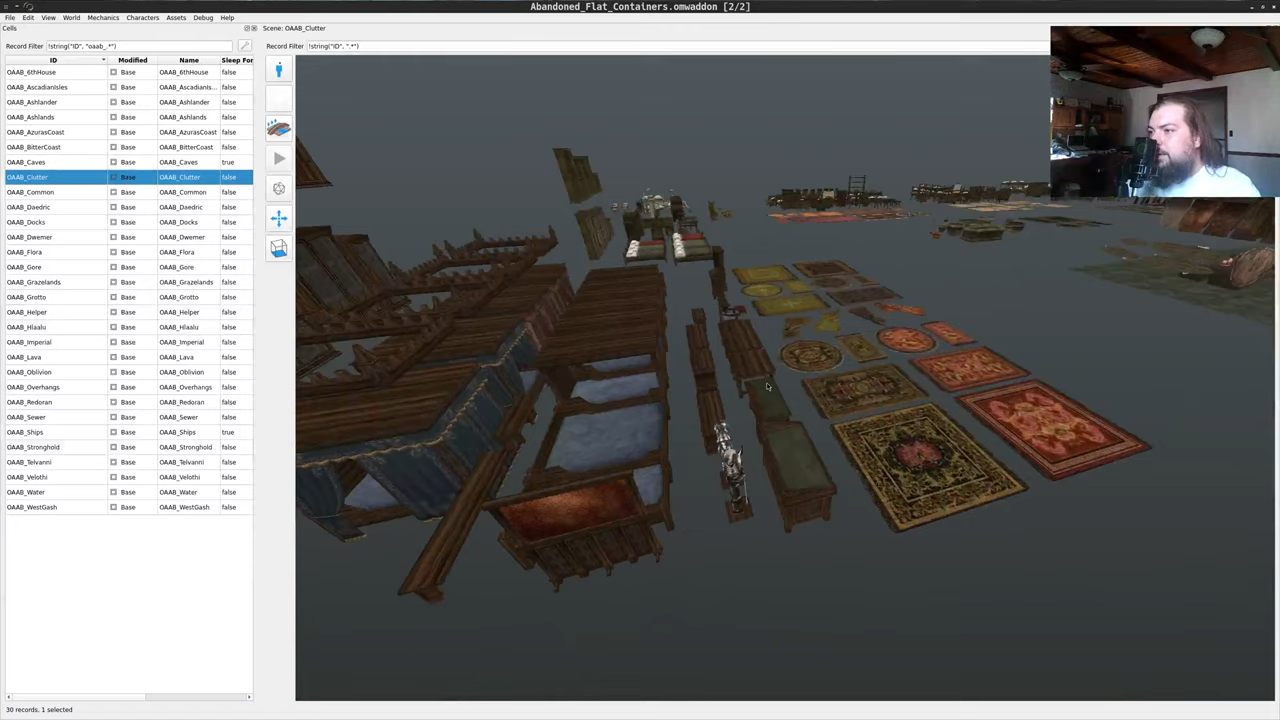 Abandoned_Flat_Containers.omwaddon [2/2]
File Edit View World Mechanics Characters Assets Debug Help
Cells
Scene: OAAB_Clutter
Record Filter !string("ID", "oaab_.*")
Record Filter !string("ID", ".*")
ID Modified Name Sleep For
OAAB_6thHouse Base OAAB_6thHouse false
OAAB_AscadianIsles Base OAAB_AscadianIs... false
OAAB_Ashlander Base OAAB_Ashlander false
OAAB_Ashlands Base OAAB_Ashlands false
OAAB_AzurasCoast Base OAAB_AzurasCoast false
OAAB_BitterCoast Base OAAB_BitterCoast false
OAAB_Caves Base OAAB_Caves true
OAAB_Clutter Base OAAB_Clutter false
OAAB_Common Base OAAB_Common false
OAAB_Daedric Base OAAB_Daedric false
OAAB_Docks Base OAAB_Docks false
OAAB_Dwemer Base OAAB_Dwemer false
OAAB_Flora Base OAAB_Flora false
OAAB_Gore Base OAAB_Gore false
OAAB_Grazelands Base OAAB_Grazelands false
OAAB_Grotto Base OAAB_Grotto false
OAAB_Helper Base OAAB_Helper false
OAAB_Hlaalu Base OAAB_Hlaalu false
OAAB_Imperial Base OAAB_Imperial false
OAAB_Lava Base OAAB_Lava false
OAAB_Oblivion Base OAAB_Oblivion false
OAAB_Overhangs Base OAAB_Overhangs false
OAAB_Redoran Base OAAB_Redoran false
OAAB_Sewer Base OAAB_Sewer false
OAAB_Ships Base OAAB_Ships true
OAAB_Stronghold Base OAAB_Stronghold false
OAAB_Telvanni Base OAAB_Telvanni false
OAAB_Velothi Base OAAB_Velothi false
OAAB_Water Base OAAB_Water false
OAAB_WestGash Base OAAB_WestGash false
30 records, 1 selected